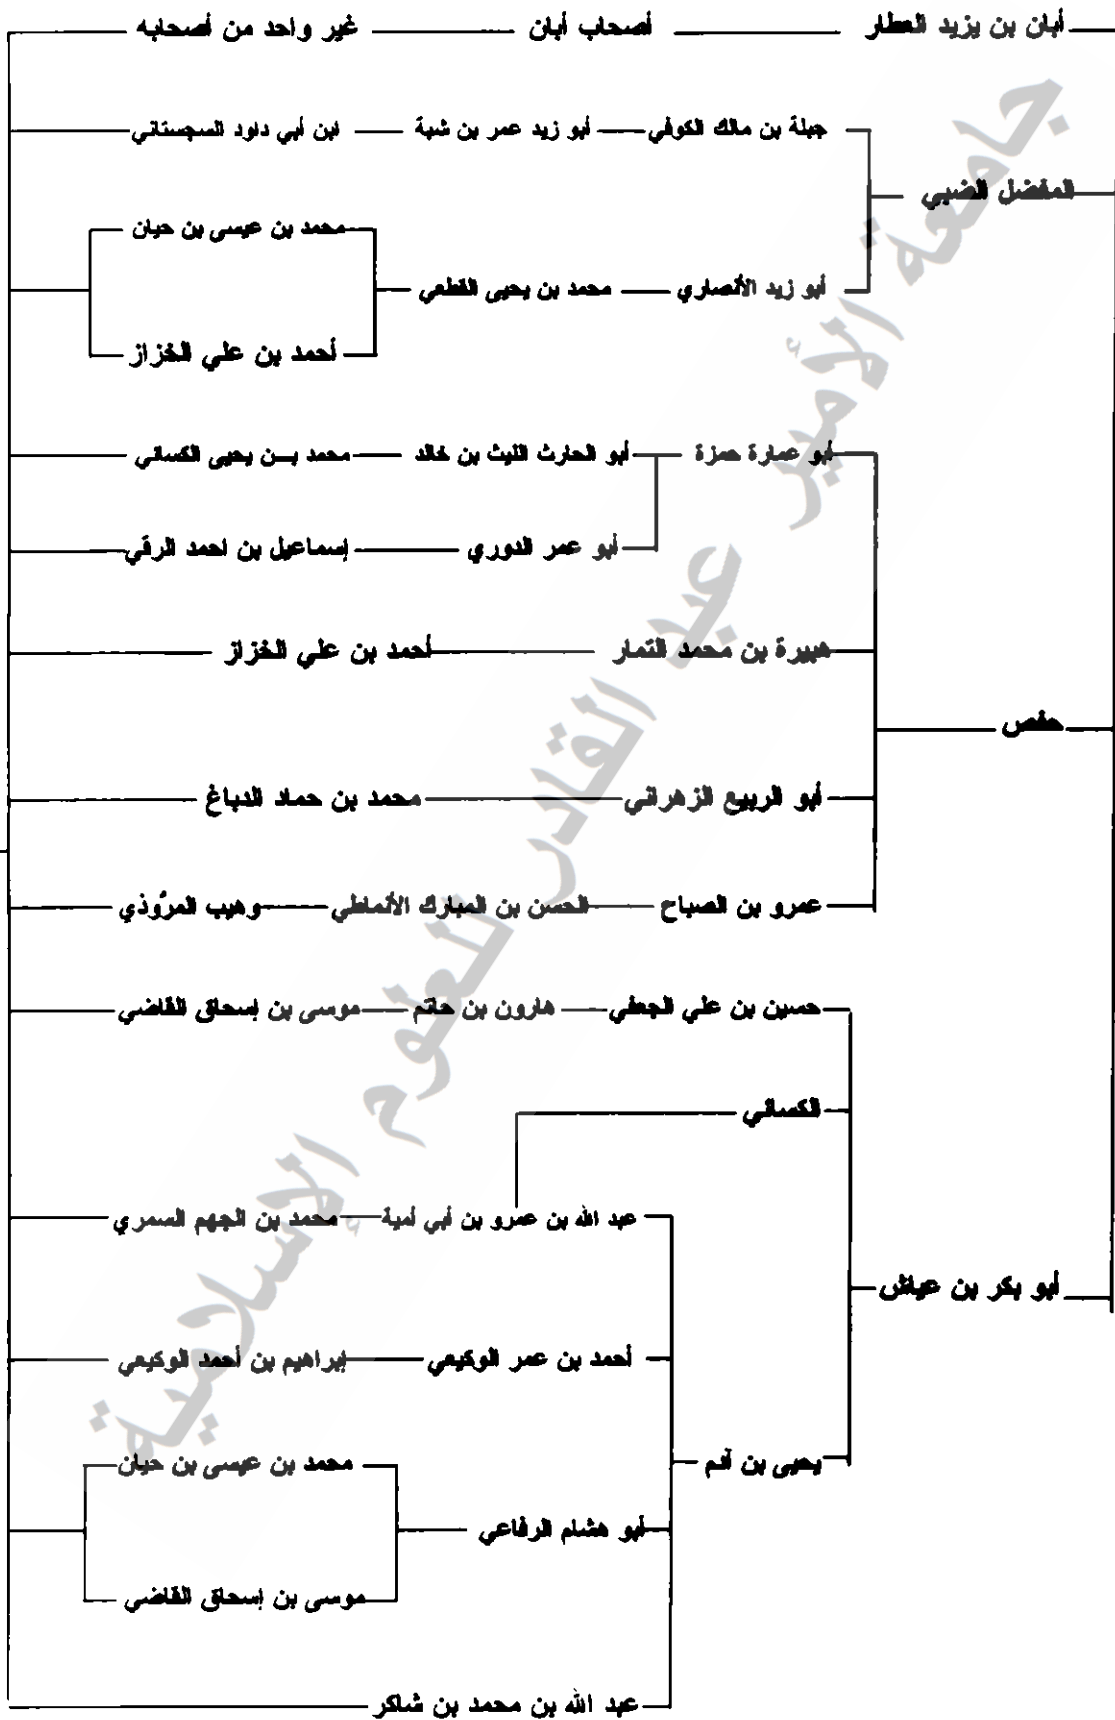 أبان بن يزيد العطار أصحاب أبان غير واحد من أصحابه
جبلة بن مالك الكوفي أبو زيد عمر بن شبة ابن أبي داود السجستاني
المفضل الضبي
محمد بن عيسى بن حيان
أبو زيد الأنصاري محمد بن يحيى القطعي
أحمد بن علي الخزاز
أبو عمارة حمزة أبو الحارث الليث بن خالد محمد بن يحيى الكسائي
أبو عمر الدوري إسماعيل بن احمد الرقي
هبيرة بن محمد التمار أحمد بن علي الخزاز
حفص
أبو الربيع الزهراني محمد بن حماد الدباغ
عمرو بن الصباح الحسن بن المبارك الأنماطي وهيب المرُّوذي
حسين بن علي الجعفي هارون بن حاتم موسى بن إسحاق القاضي
الكسائي
عبد الله بن عمرو بن أبي أمية محمد بن الجهم السمري
أبو بكر بن عياش
أحمد بن عمر الوكيعي إبراهيم بن أحمد الوكيعي
يحيى بن آدم
محمد بن عيسى بن حيان
أبو هشام الرفاعي
موسى بن إسحاق القاضي
عبد الله بن محمد بن شاكر
جامعة الأمير عبد القادر للعلوم الإسلامية